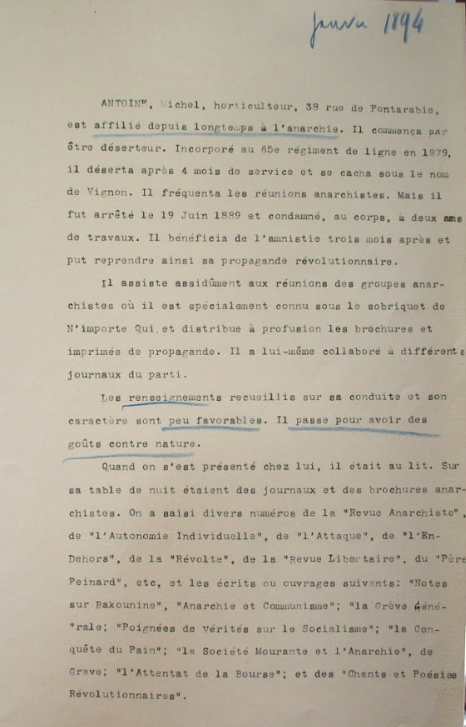 janvier 1894
ANTOINE, Michel, horticulteur, 38 rue de Fontarabie,
est affilié depuis longtemps à l'anarchie. Il commença par
être déserteur. Incorporé au 65e régiment de ligne en 1879,
il déserta après 4 mois de service et se cacha sous le nom
de Vignon. Il fréquenta les réunions anarchistes. Mais il
fut arrêté le 19 Juin 1889 et condamné, au corps, à deux ans
de travaux. Il bénéficia de l'amnistie trois mois après et
put reprendre ainsi sa propagande révolutionnaire.
Il assiste assidûment aux réunions des groupes anar-
chistes où il est spécialement connu sous le sobriquet de
N'importe Qui, et distribue à profusion les brochures et
imprimés de propagande. Il a lui-même collaboré à différents
journaux du parti.
Les renseignements recueillis sur sa conduite et son
caractère sont peu favorables. Il passe pour avoir des
goûts contre nature.
Quand on s'est présenté chez lui, il était au lit. Sur
sa table de nuit étaient des journaux et des brochures anar-
chistes. On a saisi divers numéros de la "Revue Anarchiste",
de "l'Autonomie Individuelle", de "l'Attaque", de "l'En-
Dehors", de la "Révolte", de la "Revue Libertaire", du "Père
Peinard", etc, et les écrits ou ouvrages suivants: "Notes
sur Bakounine", "Anarchie et Communisme"; "la Grève Géné-
"rale; "Poignées de vérités sur le Socialisme"; "la Con-
quête du Pain"; "la Société Mourante et l'Anarchie", de
Grave; "l'Attentat de la Bourse"; et des "Chants et Poésies
Révolutionnaires".